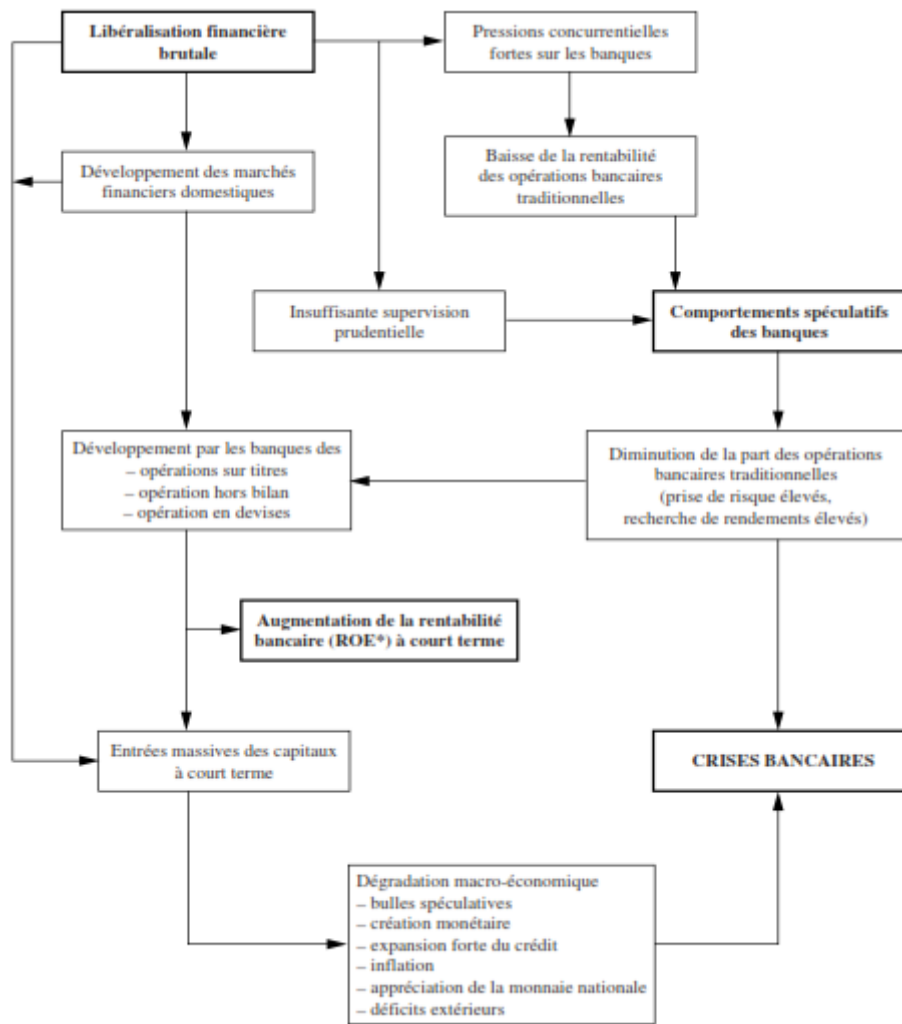 Libéralisation financière
brutale
Pressions concurrentielles
fortes sur les banques
Développement des marchés
financiers domestiques
Baisse de la rentabilité
des opérations bancaires
traditionnelles
Insuffisante supervision
prudentielle
Comportements spéculatifs
des banques
Développement par les banques des
– opérations sur titres
– opération hors bilan
– opération en devises
Diminution de la part des opérations
bancaires traditionnelles
(prise de risque élevés,
recherche de rendements élevés)
Augmentation de la rentabilité
bancaire (ROE*) à court terme
Entrées massives des capitaux
à court terme
CRISES BANCAIRES
Dégradation macro-économique
– bulles spéculatives
– création monétaire
– expansion forte du crédit
– inflation
– appréciation de la monnaie nationale
– déficits extérieurs